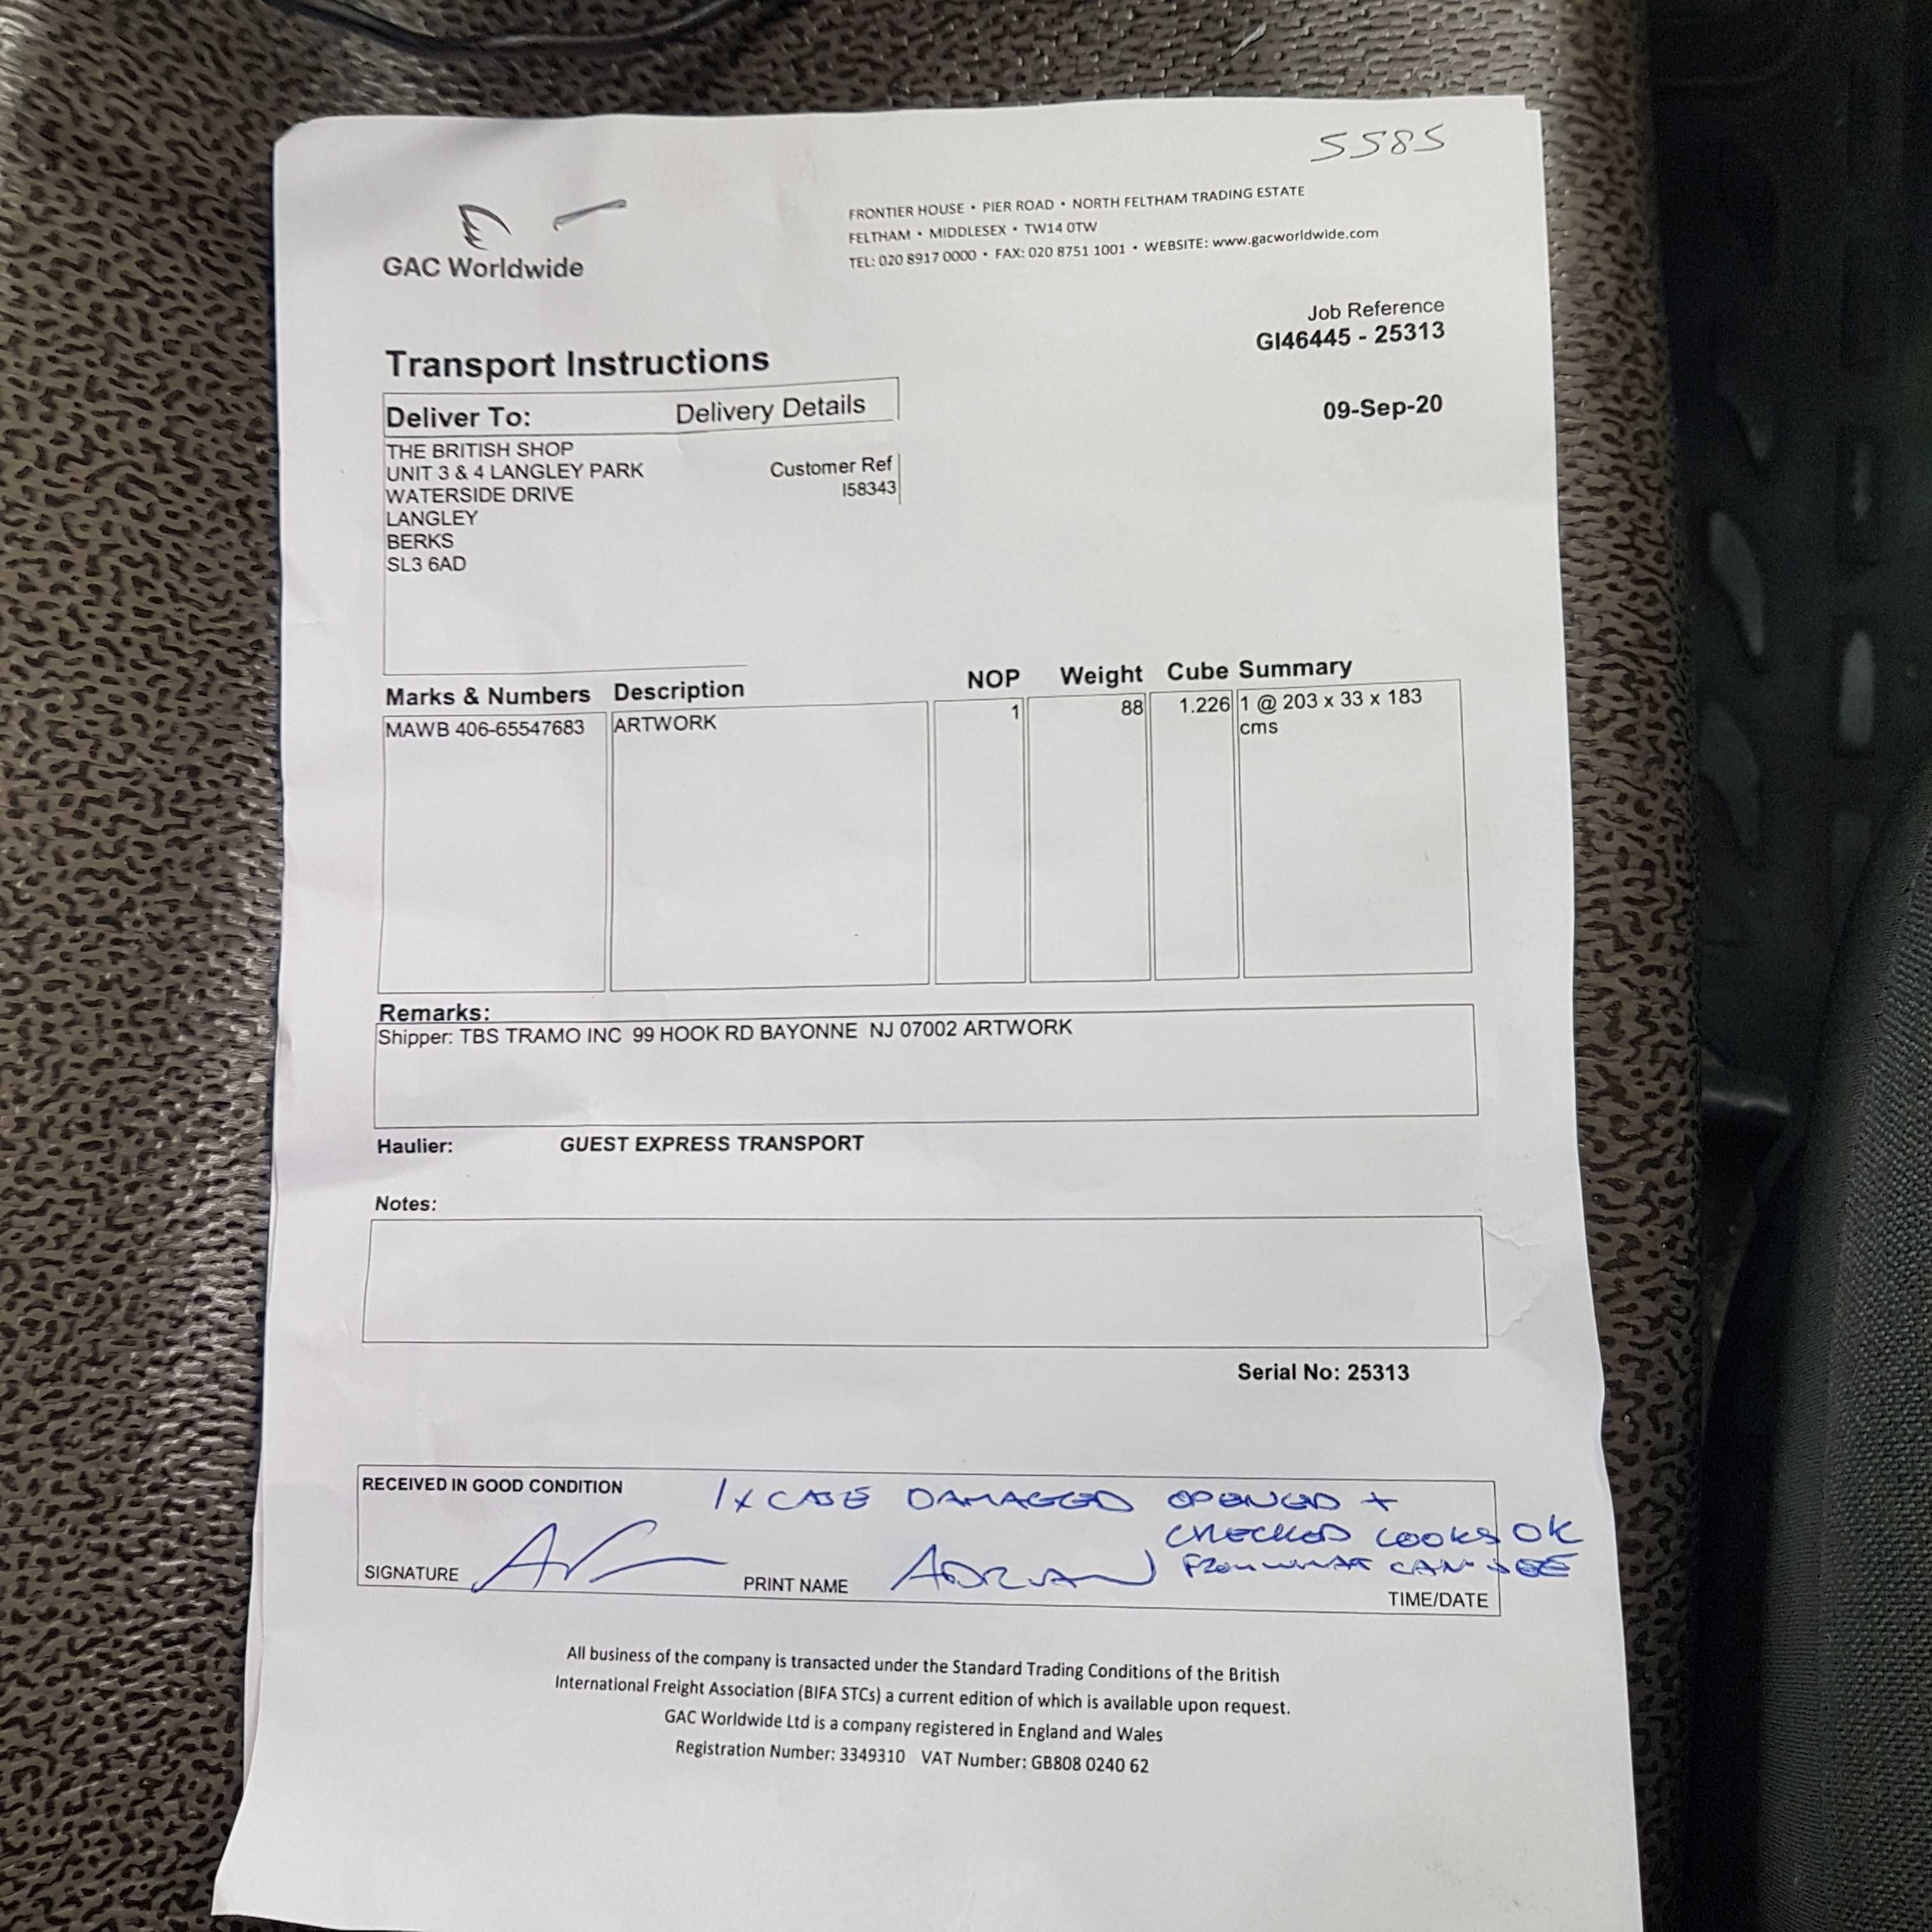 5585
GAC Worldwide
FRONTIER HOUSE • PIER ROAD • NORTH FELTHAM TRADING ESTATE
FELTHAM • MIDDLESEX • TW14 0TW
TEL: 020 8917 0000 • FAX: 020 8751 1001 • WEBSITE: www.gacworldwide.com
Job Reference
GI46445 - 25313
Transport Instructions
09-Sep-20
Deliver To: Delivery Details
THE BRITISH SHOP
UNIT 3 & 4 LANGLEY PARK
WATERSIDE DRIVE
LANGLEY
BERKS
SL3 6AD
Customer Ref
I58343
Marks & Numbers Description NOP Weight Cube Summary
MAWB 406-65547683 ARTWORK 1 88 1.226 1 @ 203 x 33 x 183
cms
Remarks:
Shipper: TBS TRAMO INC 99 HOOK RD BAYONNE NJ 07002 ARTWORK
Haulier: GUEST EXPRESS TRANSPORT
Notes:
Serial No: 25313
RECEIVED IN GOOD CONDITION 1 x CASE DAMAGED OPENED +
CHECKED LOOKS OK
FROM WHAT CAN SEE
SIGNATURE PRINT NAME ADRIAN
TIME/DATE
All business of the company is transacted under the Standard Trading Conditions of the British
International Freight Association (BIFA STCs) a current edition of which is available upon request.
GAC Worldwide Ltd is a company registered in England and Wales
Registration Number: 3349310 VAT Number: GB808 0240 62